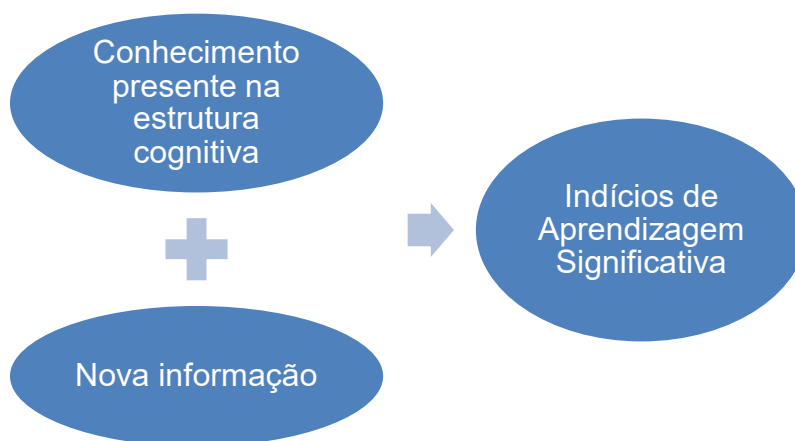 Conhecimento
presente na
estrutura
cognitiva
Nova informação
Indícios de
Aprendizagem
Significativa